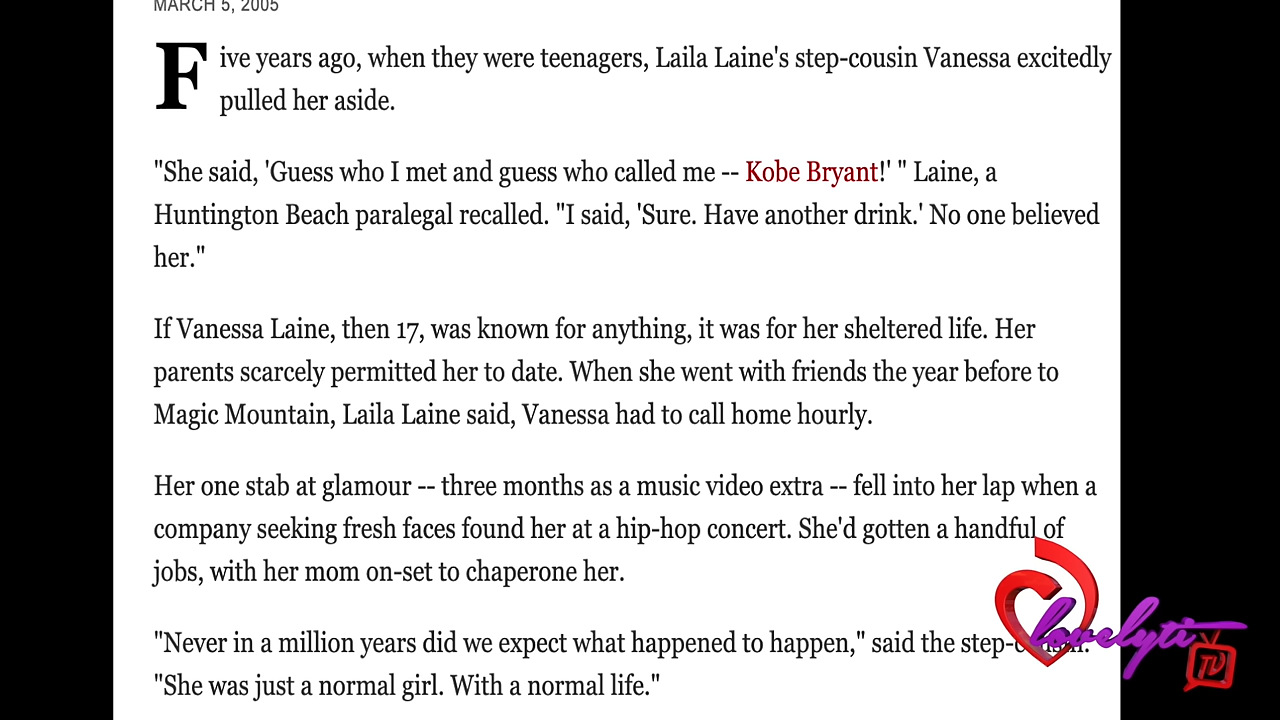 MARCH 5, 2005
Five years ago, when they were teenagers, Laila Laine's step-cousin Vanessa excitedly
pulled her aside.
"She said, 'Guess who I met and guess who called me -- Kobe Bryant!' " Laine, a
Huntington Beach paralegal recalled. "I said, 'Sure. Have another drink.' No one believed
her."
If Vanessa Laine, then 17, was known for anything, it was for her sheltered life. Her
parents scarcely permitted her to date. When she went with friends the year before to
Magic Mountain, Laila Laine said, Vanessa had to call home hourly.
Her one stab at glamour -- three months as a music video extra -- fell into her lap when a
company seeking fresh faces found her at a hip-hop concert. She'd gotten a handful of
jobs, with her mom on-set to chaperone her.
"Never in a million years did we expect what happened to happen," said the
"She was just a normal girl. With a normal life."
lovelyti
TV